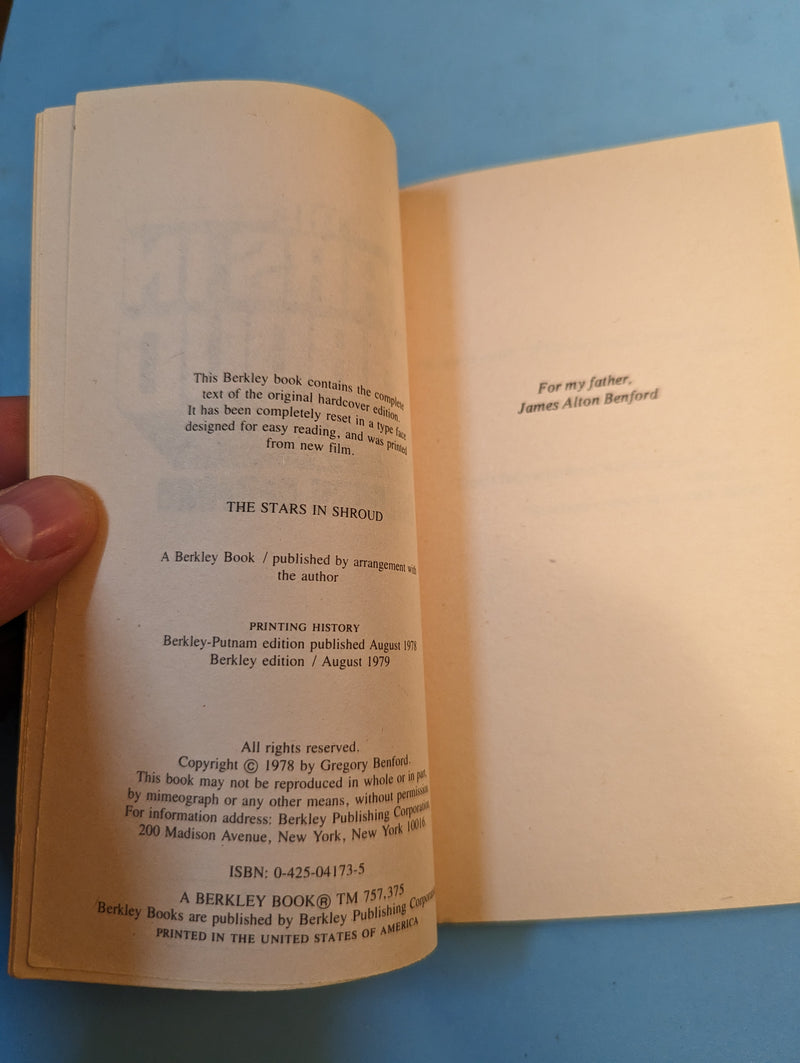 This Berkley book contains the complete
text of the original hardcover edition.
It has been completely reset in a type face
designed for easy reading, and was printed
from new film.
THE STARS IN SHROUD
A Berkley Book / published by arrangement with
the author
PRINTING HISTORY
Berkley-Putnam edition published August 1978
Berkley edition / August 1979
All rights reserved.
Copyright © 1978 by Gregory Benford.
This book may not be reproduced in whole or in part,
by mimeograph or any other means, without permission.
For information address: Berkley Publishing Corporation,
200 Madison Avenue, New York, New York 10016.
ISBN: 0-425-04173-5
A BERKLEY BOOK® TM 757,375
Berkley Books are published by Berkley Publishing Corporation
PRINTED IN THE UNITED STATES OF AMERICA
For my father,
James Alton Benford